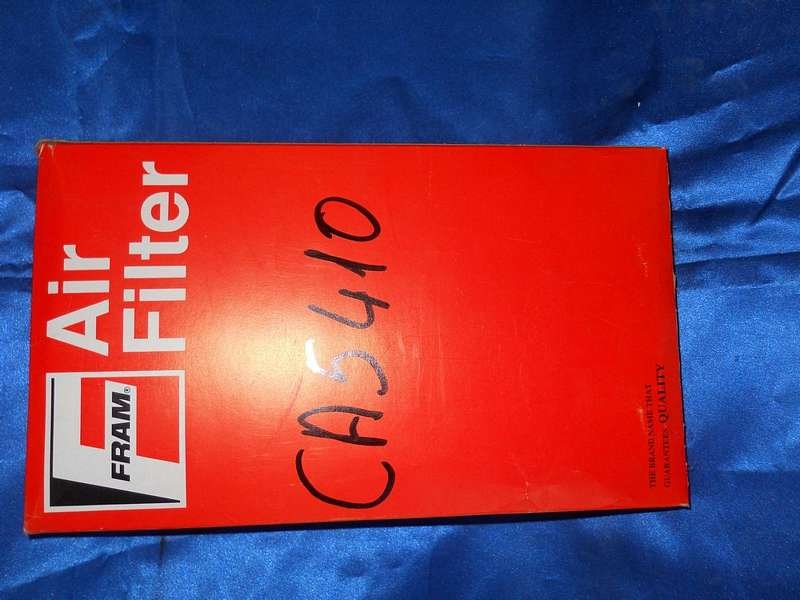 FRAM®
Air
Filter
CA5410
THE BRAND NAME THAT
GUARANTEES QUALITY